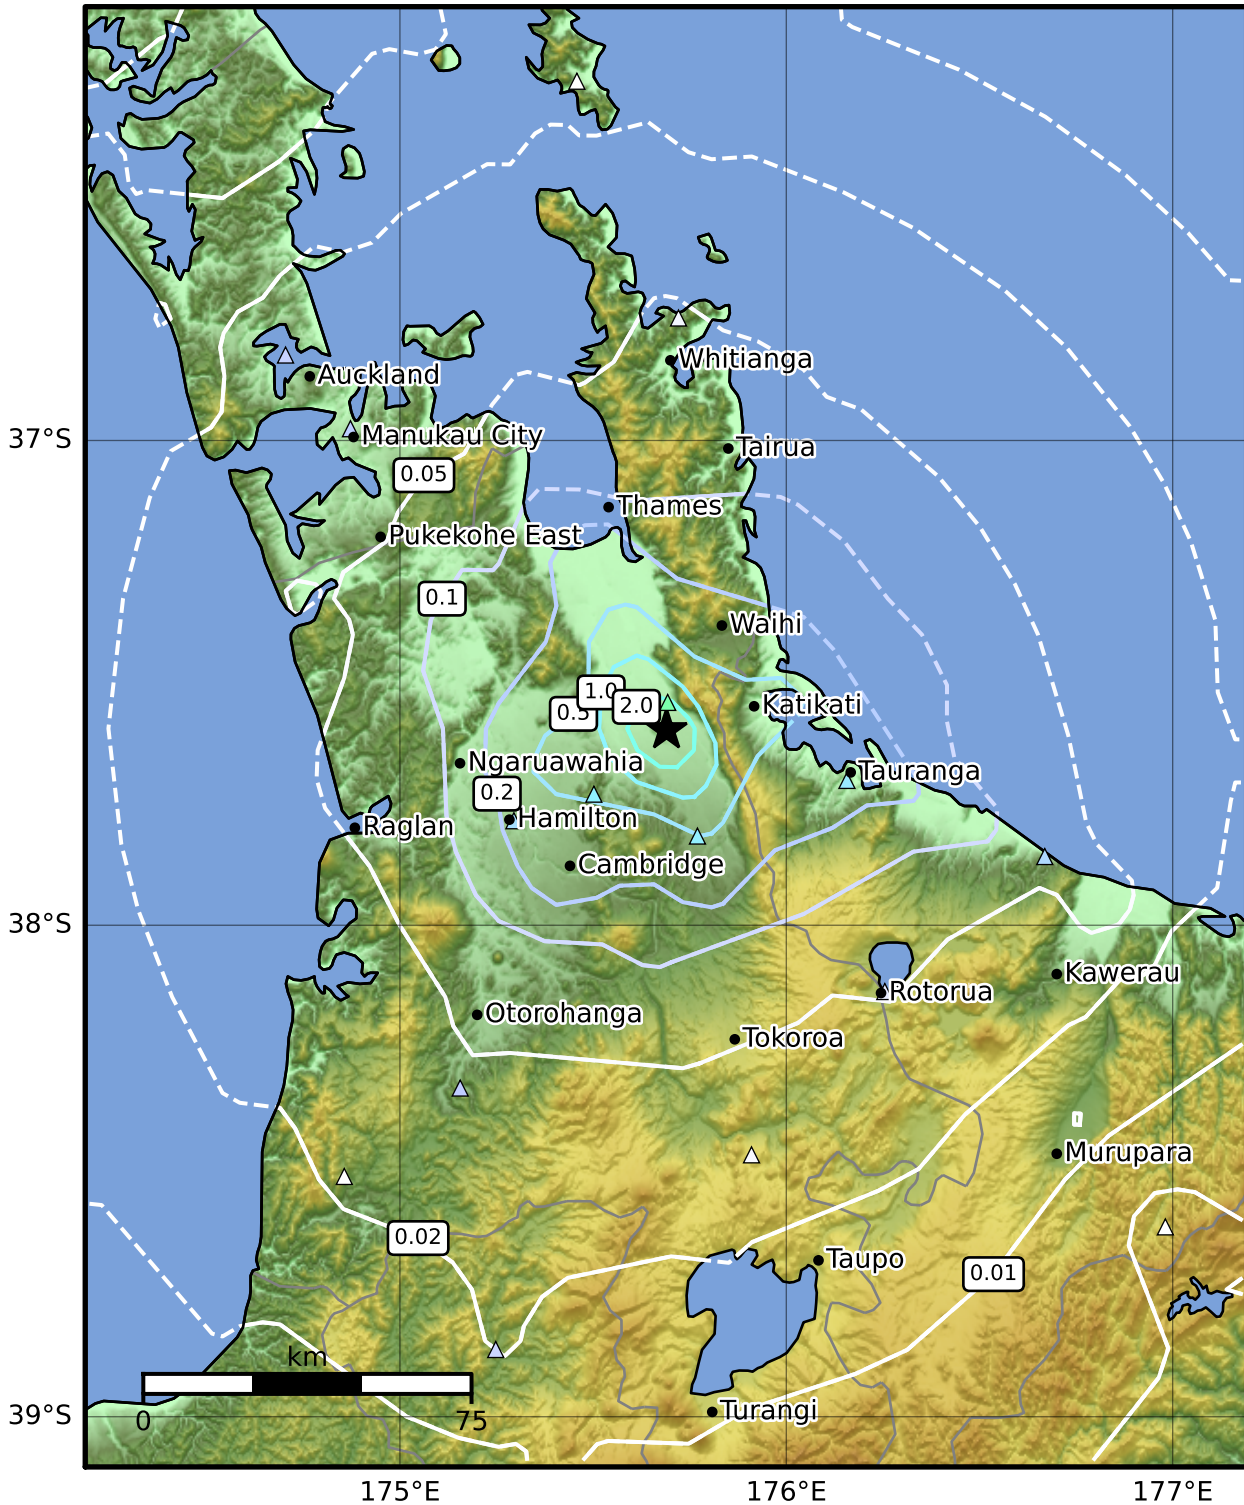 Whitianga
Auckland
Manukau City
37°S
Tairua
0.05
Thames
Pukekohe East
0.1
Waihi
1.0
0.5
2.0
Katikati
Ngaruawahia
Tauranga
0.2
Hamilton
Raglan
Cambridge
38°S
Kawerau
Rotorua
Otorohanga
Tokoroa
Murupara
0.02
Taupo
0.01
km
0
75
39°S
Turangi
175°E
176°E
177°E